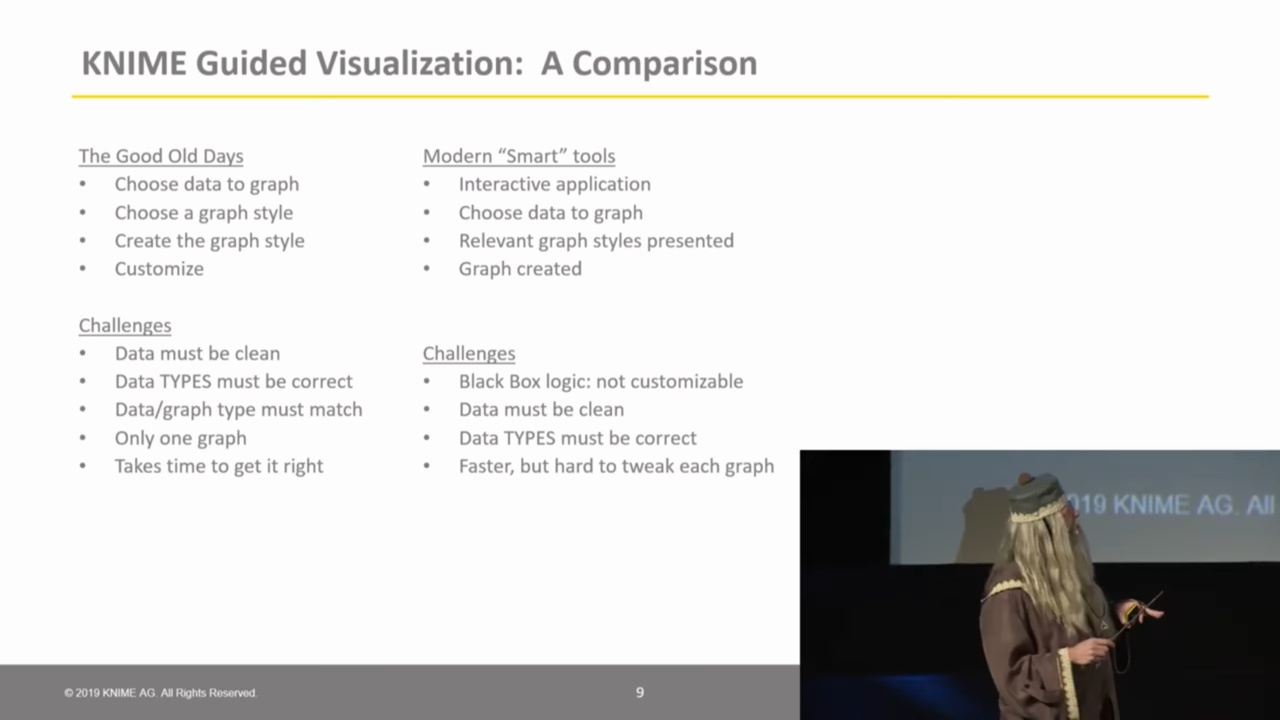 KNIME Guided Visualization: A Comparison
The Good Old Days
• Choose data to graph
• Choose a graph style
• Create the graph style
• Customize
Challenges
• Data must be clean
• Data TYPES must be correct
• Data/graph type must match
• Only one graph
• Takes time to get it right
Modern “Smart” tools
• Interactive application
• Choose data to graph
• Relevant graph styles presented
• Graph created
Challenges
• Black Box logic: not customizable
• Data must be clean
• Data TYPES must be correct
• Faster, but hard to tweak each graph
019 KNIME AG. All
© 2019 KNIME AG. All Rights Reserved.
9